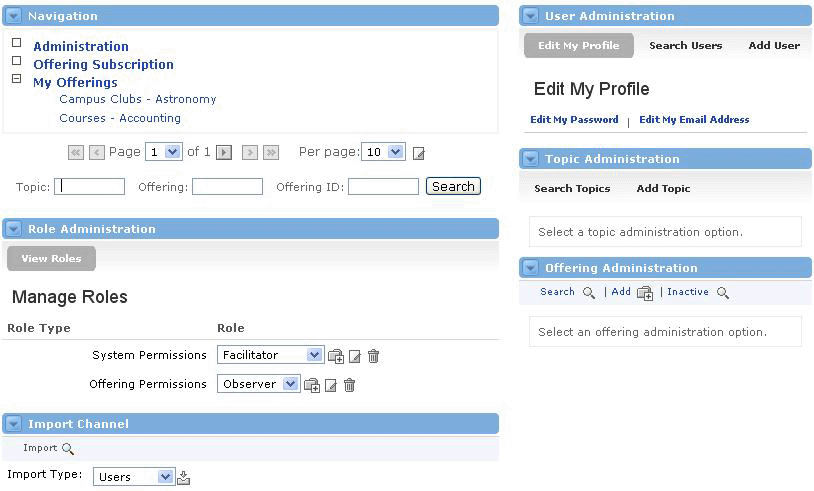 Navigation
Administration
Offering Subscription
My Offerings
Campus Clubs - Astronomy
Courses - Accounting
Page 1 of 1 Per page: 10
Topic: Offering: Offering ID: Search
Role Administration
View Roles
Manage Roles
Role Type Role
System Permissions Facilitator
Offering Permissions Observer
Import Channel
Import
Import Type: Users
User Administration
Edit My Profile Search Users Add User
Edit My Profile
Edit My Password | Edit My Email Address
Topic Administration
Search Topics Add Topic
Select a topic administration option.
Offering Administration
Search | Add | Inactive
Select an offering administration option.